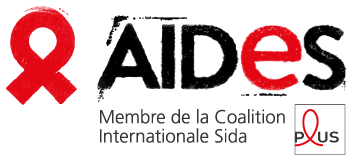 AIDeS
Membre de la Coalition
Internationale Sida
PLUS